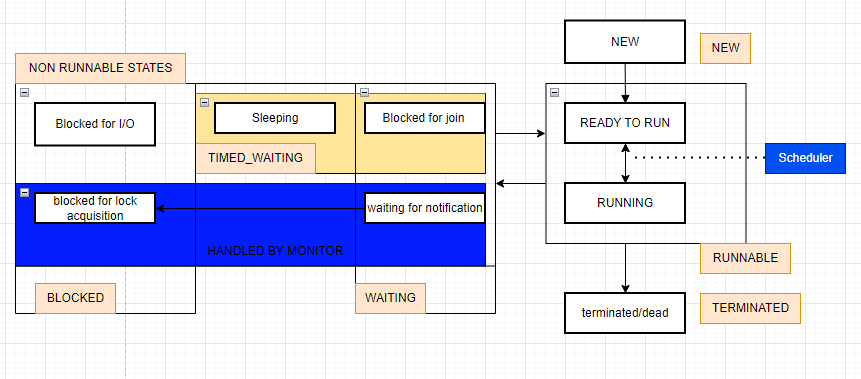 NEW
NEW
NON RUNNABLE STATES
Blocked for I/O
Sleeping
Blocked for join
READY TO RUN
TIMED_WAITING
Scheduler
blocked for lock
acquisition
waiting for notification
RUNNING
HANDLED BY MONITOR
RUNNABLE
BLOCKED
WAITING
terminated/dead
TERMINATED